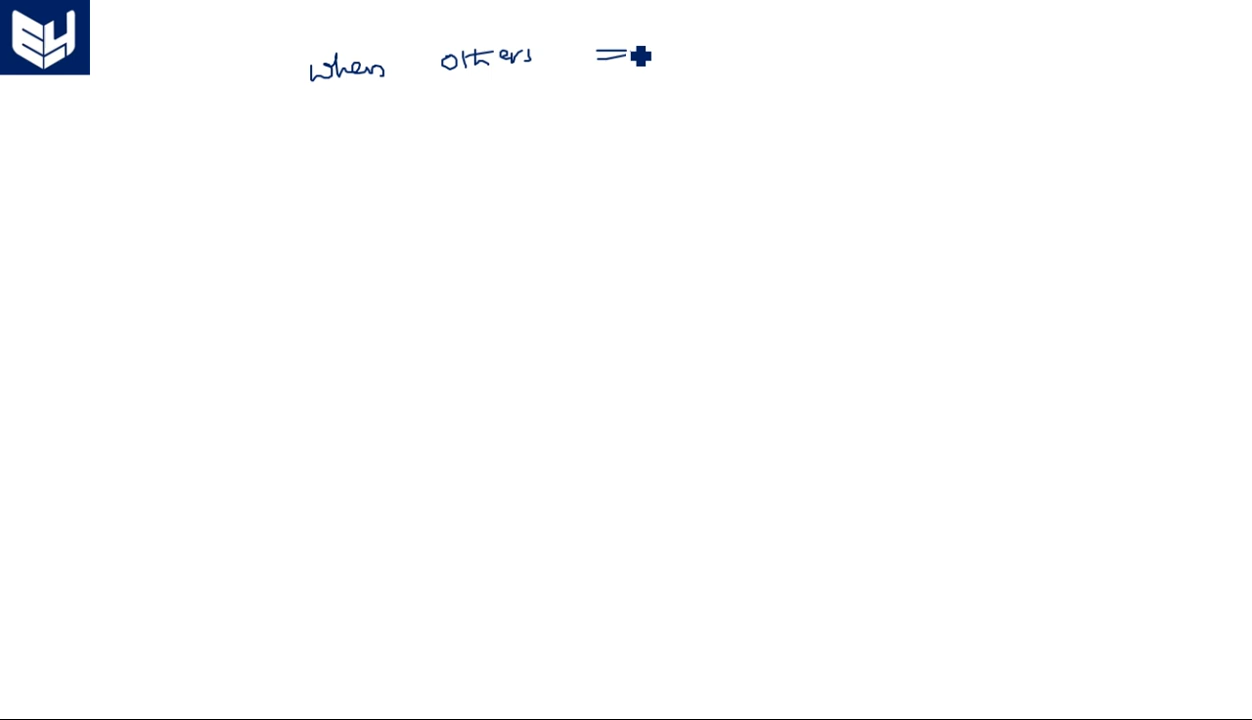 when others =